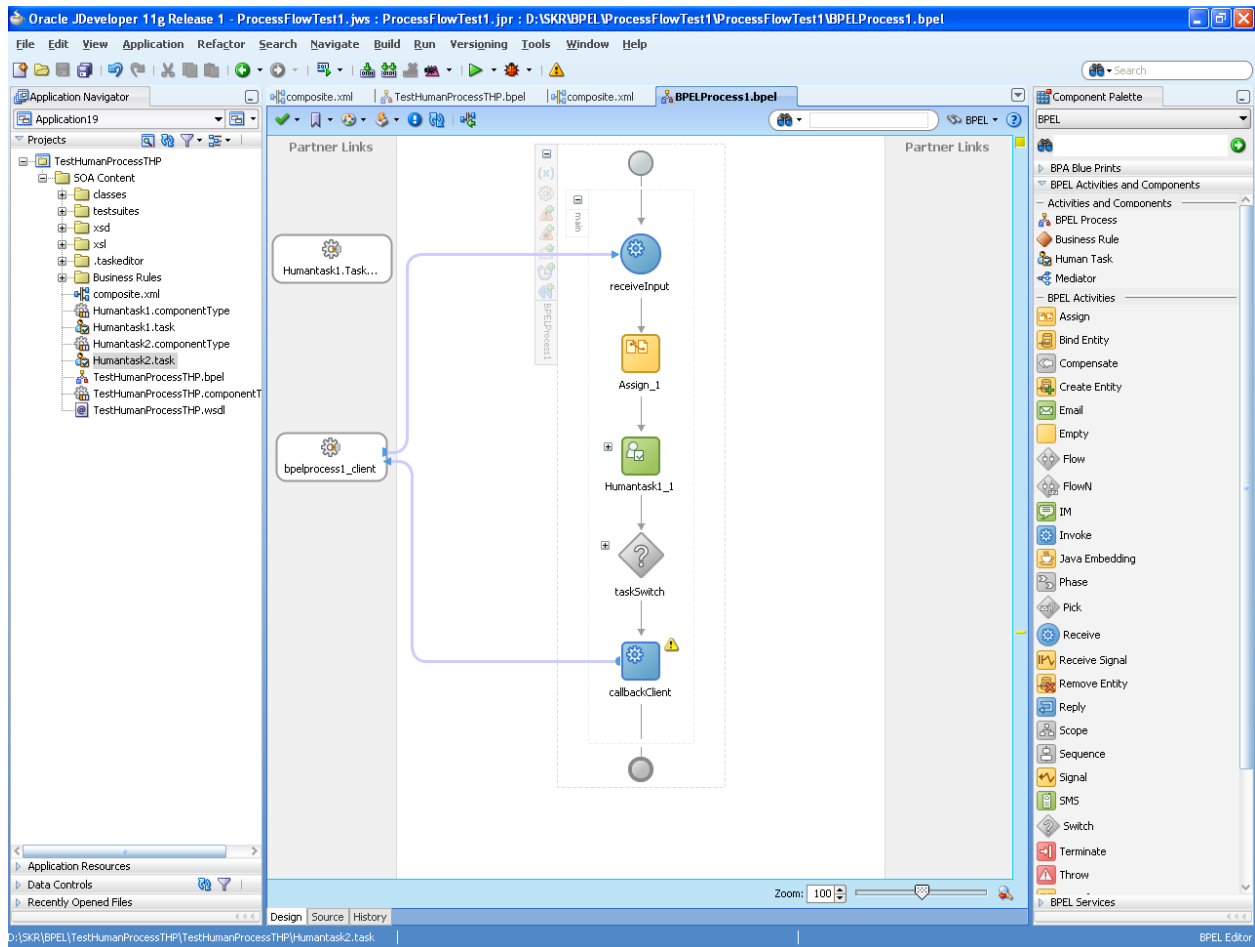 Oracle JDeveloper 11g Release 1 - ProcessFlowTest1.jws : ProcessFlowTest1.jpr : D:\SKR\BPEL\ProcessFlowTest1\ProcessFlowTest1\BPELProcess1.bpel
File Edit View Application Refactor Search Navigate Build Run Versioning Tools Window Help
Search
Application Navigator
composite.xml
TestHumanProcessTHP.bpel
composite.xml
BPELProcess1.bpel
Component Palette
Application19
BPEL
BPEL
Projects
TestHumanProcessTHP
SOA Content
classes
testsuites
xsd
xsl
.taskeditor
Business Rules
composite.xml
Humantask1.componentType
Humantask1.task
Humantask2.componentType
Humantask2.task
TestHumanProcessTHP.bpel
TestHumanProcessTHP.componentT
TestHumanProcessTHP.wsdl
Application Resources
Data Controls
Recently Opened Files
Partner Links
Partner Links
Humantask1.Task...
bpelprocess1_client
BPELProcess1
main
receiveInput
Assign_1
Humantask1_1
taskSwitch
callbackClient
Zoom: 100
Design Source History
BPA Blue Prints
BPEL Activities and Components
Activities and Components
BPEL Process
Business Rule
Human Task
Mediator
BPEL Activities
Assign
Bind Entity
Compensate
Create Entity
Email
Empty
Flow
FlowN
IM
Invoke
Java Embedding
Phase
Pick
Receive
Receive Signal
Remove Entity
Reply
Scope
Sequence
Signal
SMS
Switch
Terminate
Throw
BPEL Services
D:\SKR\BPEL\TestHumanProcessTHP\TestHumanProcessTHP\Humantask2.task
BPEL Editor